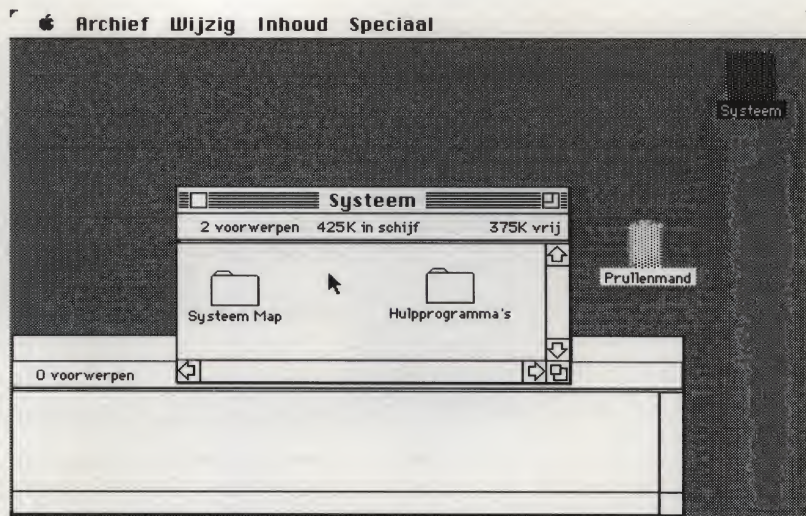 Archief Wijzig Inhoud Speciaal
Systeem
Systeem
2 voorwerpen 425K in schijf 375K vrij
Prullenmand
Systeem Map Hulpprogramma's
0 voorwerpen